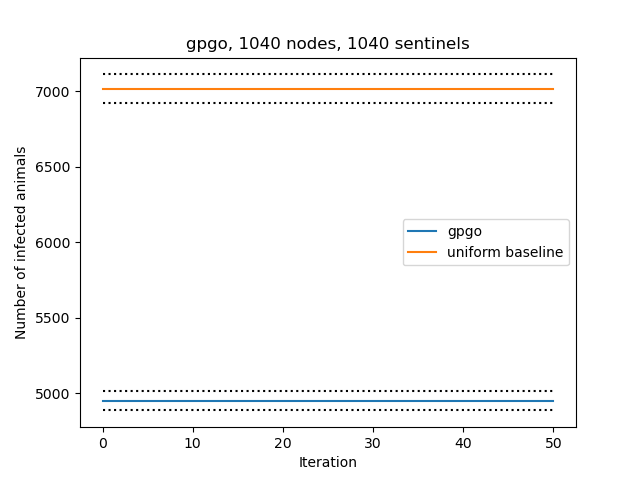 gpgo, 1040 nodes, 1040 sentinels
7000
6500
6000
5500
5000
Number of infected animals
gpgo
uniform baseline
0 10 20 30 40 50
Iteration